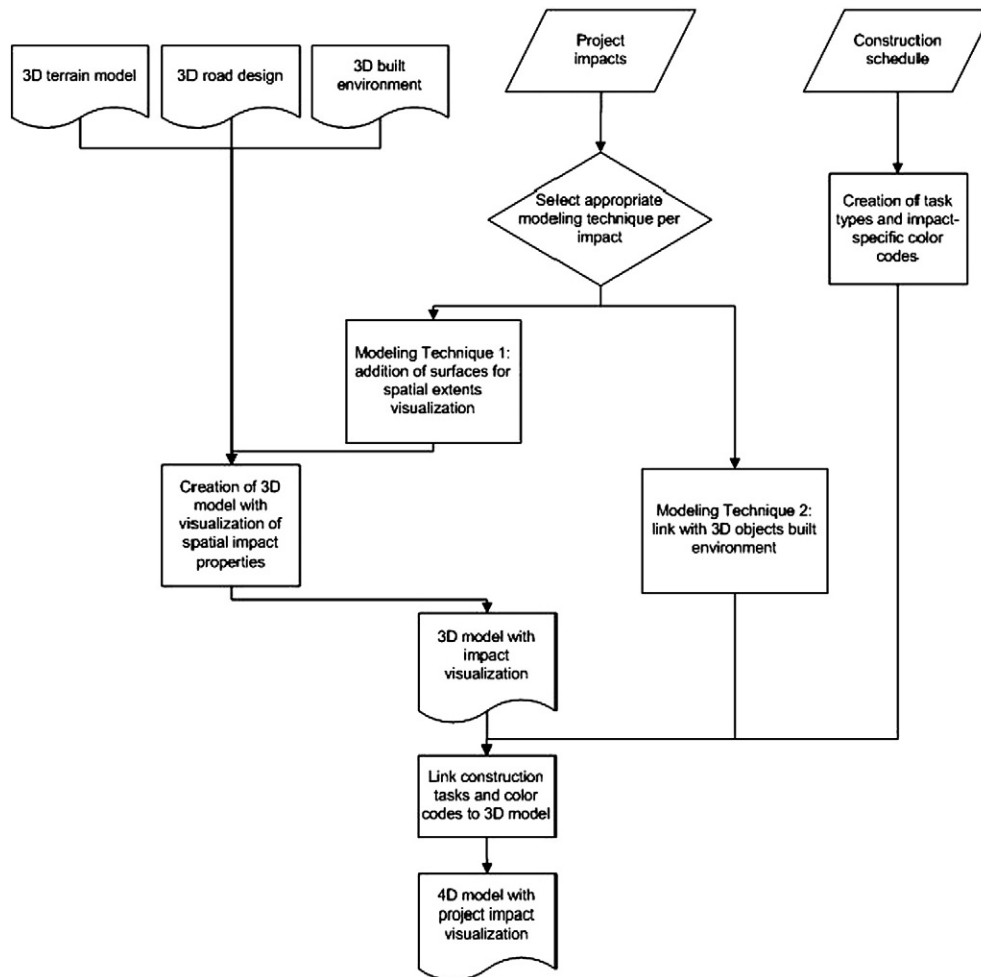 3D terrain model
3D road design
3D built
environment
Project
impacts
Construction
schedule
Select appropriate
modeling technique per
impact
Creation of task
types and impact-
specific color
codes
Modeling Technique 1:
addition of surfaces for
spatial extents
visualization
Creation of 3D
model with
visualization of
spatial impact
properties
Modeling Technique 2:
link with 3D objects built
environment
3D model with
impact
visualization
Link construction
tasks and color
codes to 3D model
4D model with
project impact
visualization